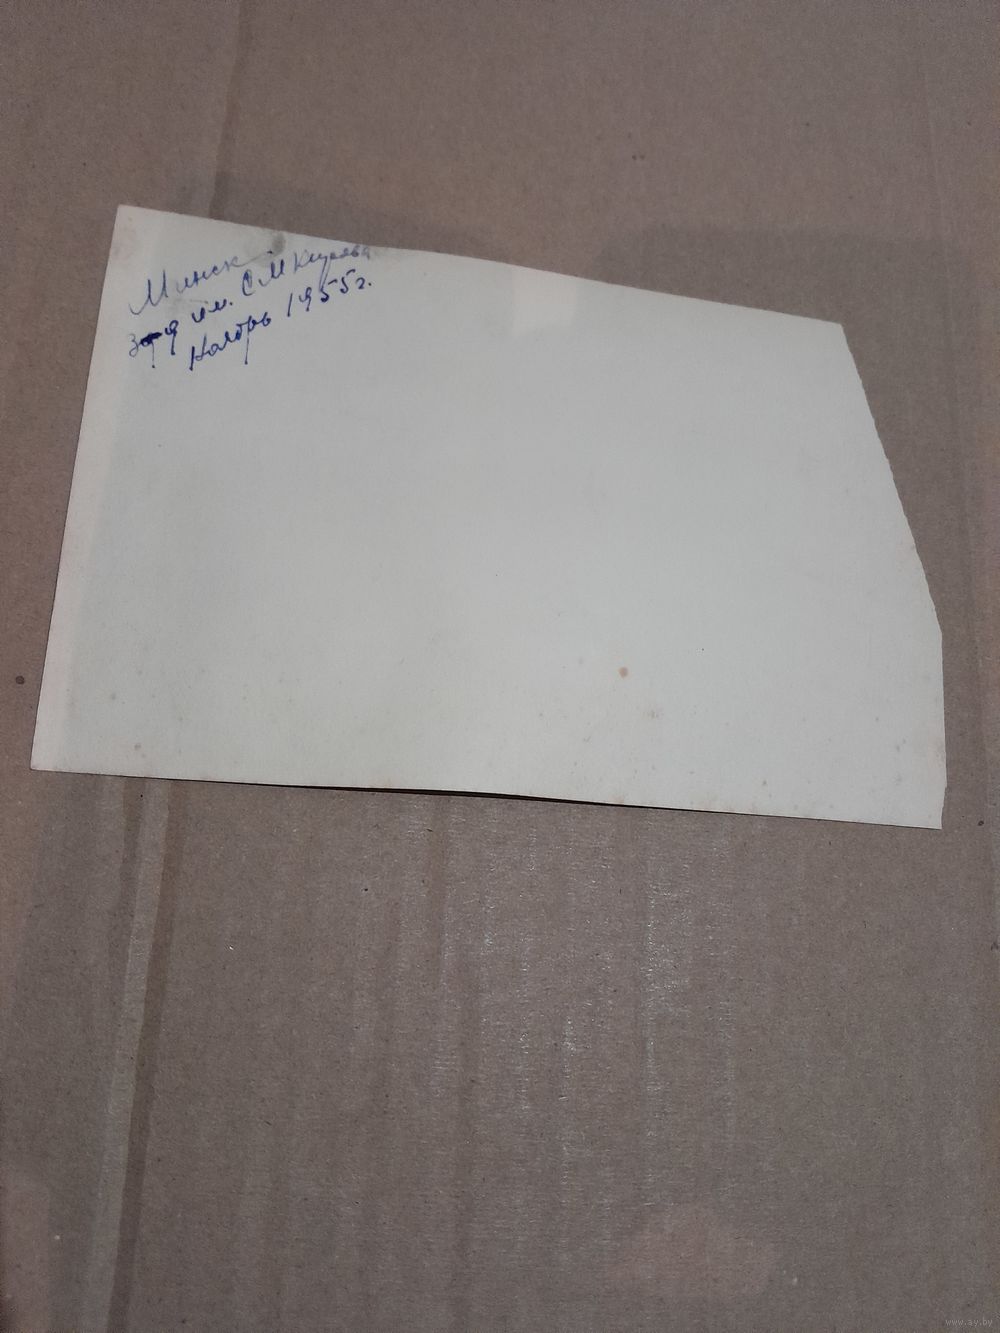 Минск
З-д им. С М Кирова
Ноябрь 1955г.
www.ay.by